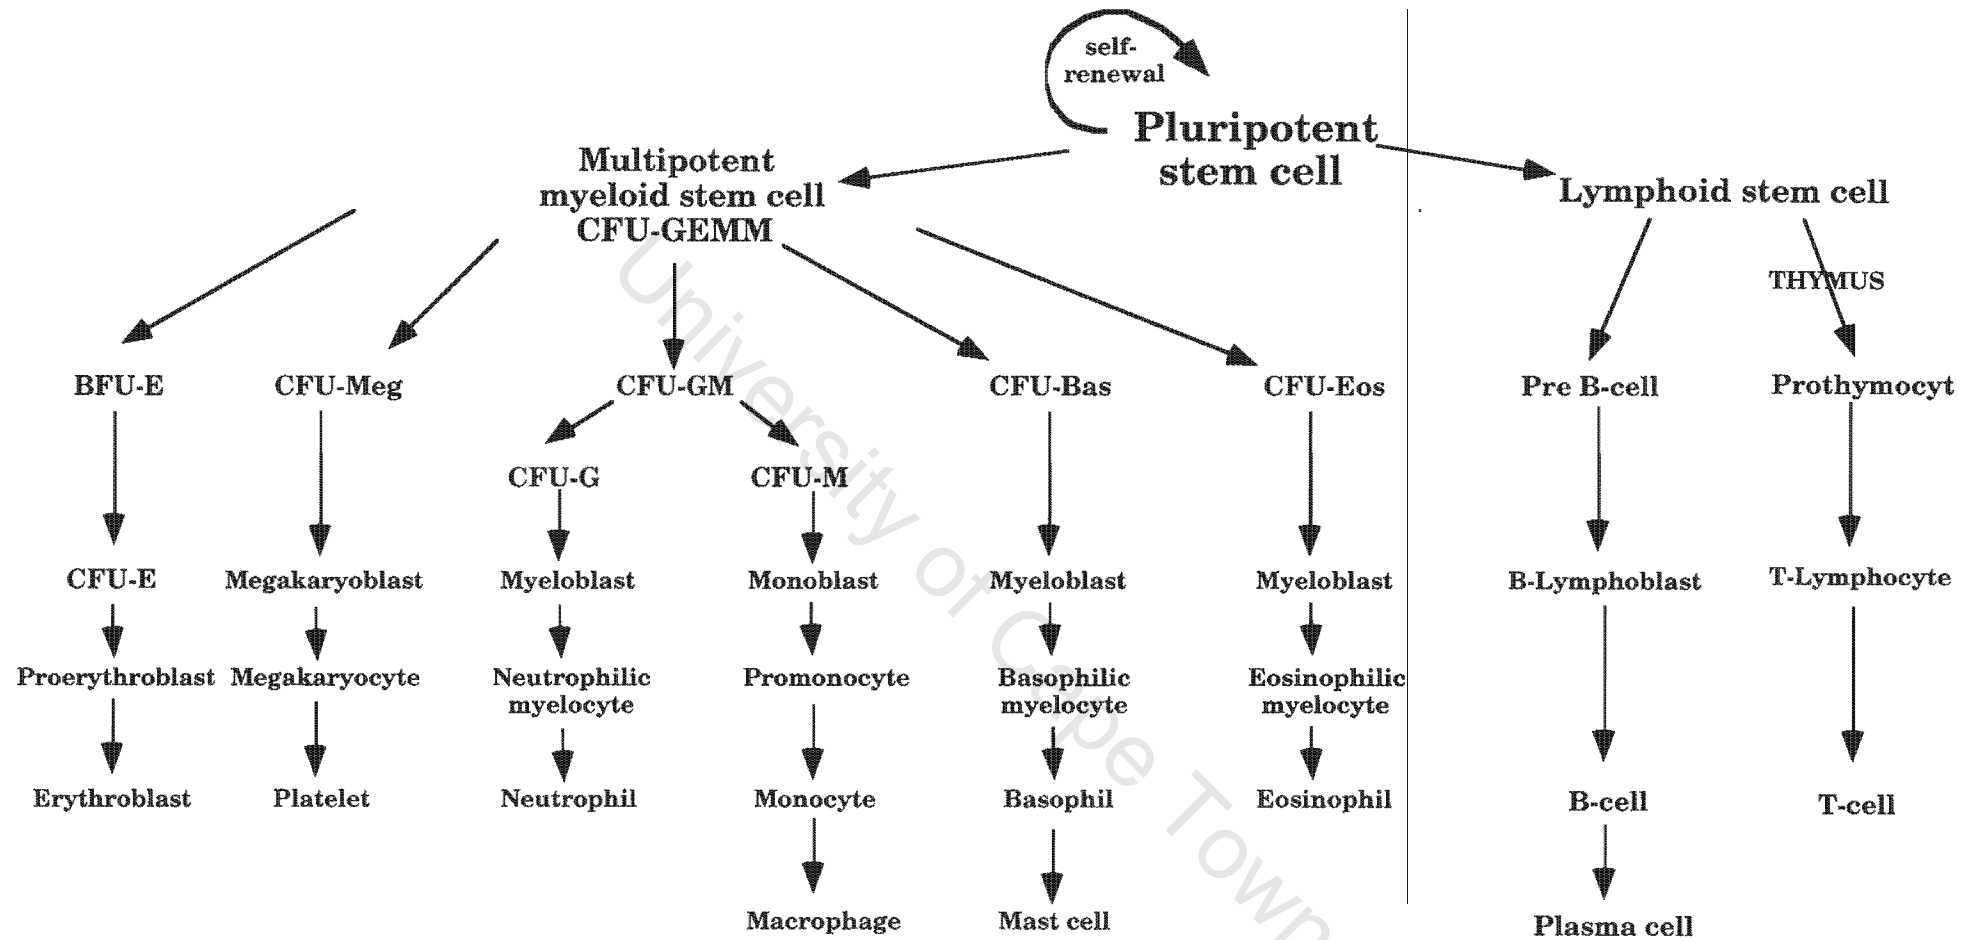 self-
renewal
Pluripotent
stem cell
Multipotent
myeloid stem cell
CFU-GEMM
Lymphoid stem cell
THYMUS
BFU-E
CFU-Meg
CFU-GM
CFU-Bas
CFU-Eos
Pre B-cell
Prothymocyt
CFU-G
CFU-M
CFU-E
Megakaryoblast
Myeloblast
Monoblast
Myeloblast
Myeloblast
B-Lymphoblast
T-Lymphocyte
Proerythroblast
Megakaryocyte
Neutrophilic
myelocyte
Promonocyte
Basophilic
myelocyte
Eosinophilic
myelocyte
Erythroblast
Platelet
Neutrophil
Monocyte
Basophil
Eosinophil
B-cell
T-cell
Macrophage
Mast cell
Plasma cell
University of Cape Town